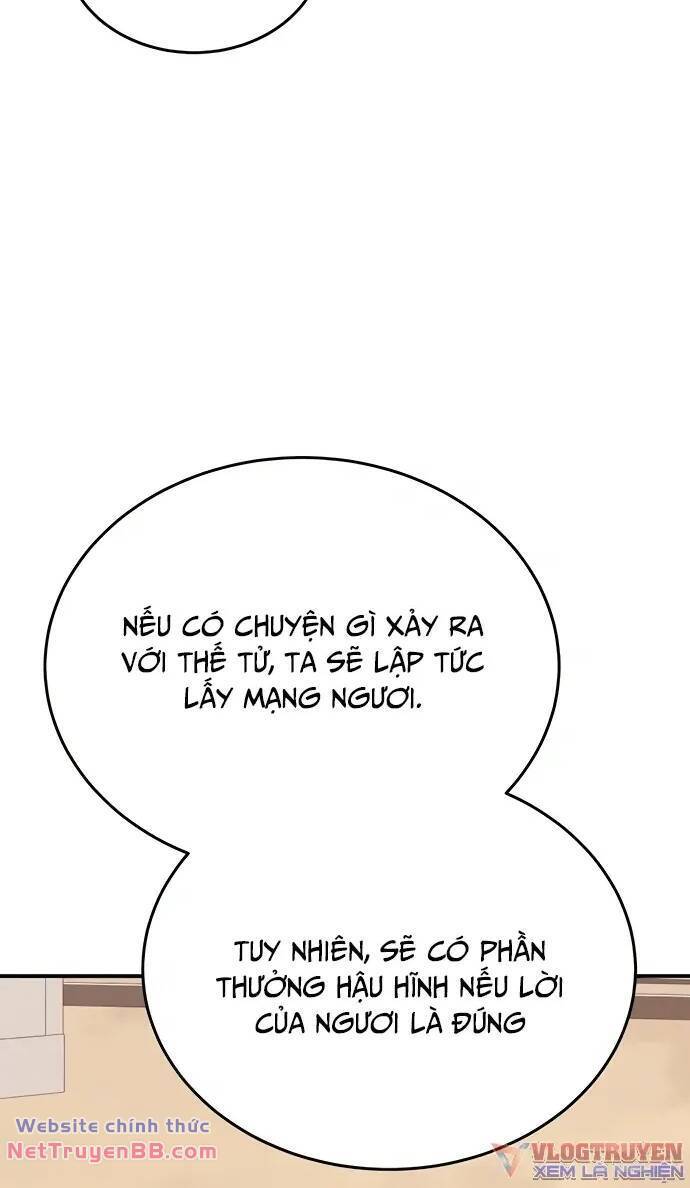 NẾU CÓ CHUYỆN GÌ XẢY RA
VỚI THẾ TỬ, TA SẼ LẬP TỨC
LẤY MẠNG NGƯƠI.
TUY NHIÊN, SẼ CÓ PHẦN
THƯỞNG HẬU HĨNH NẾU LỜI
CỦA NGƯƠI LÀ ĐÚNG
Website chính thức
NetTruyenBB.com
VLOGTRUYEN
XEM LÀ NGHIỆN